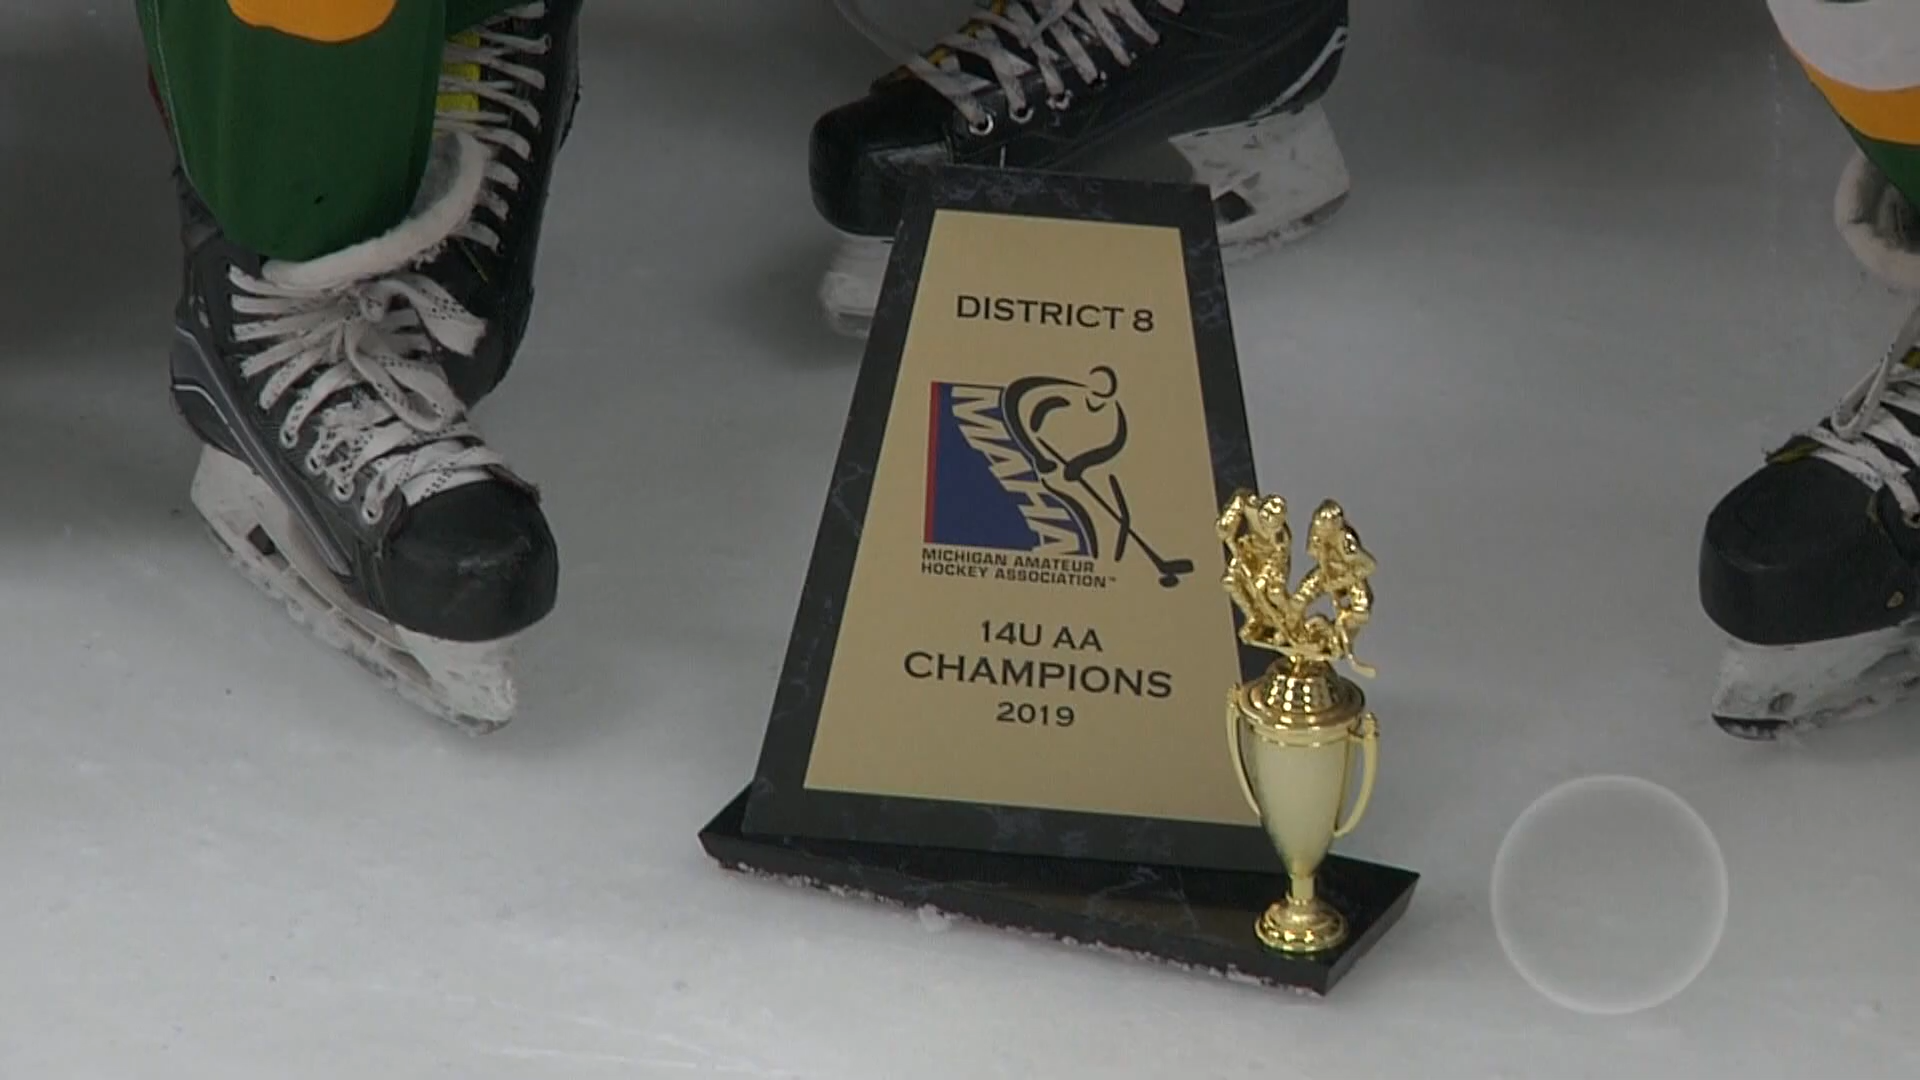 DISTRICT 8
MAHA
MICHIGAN AMATEUR
HOCKEY ASSOCIATION™
14U AA
CHAMPIONS
2019